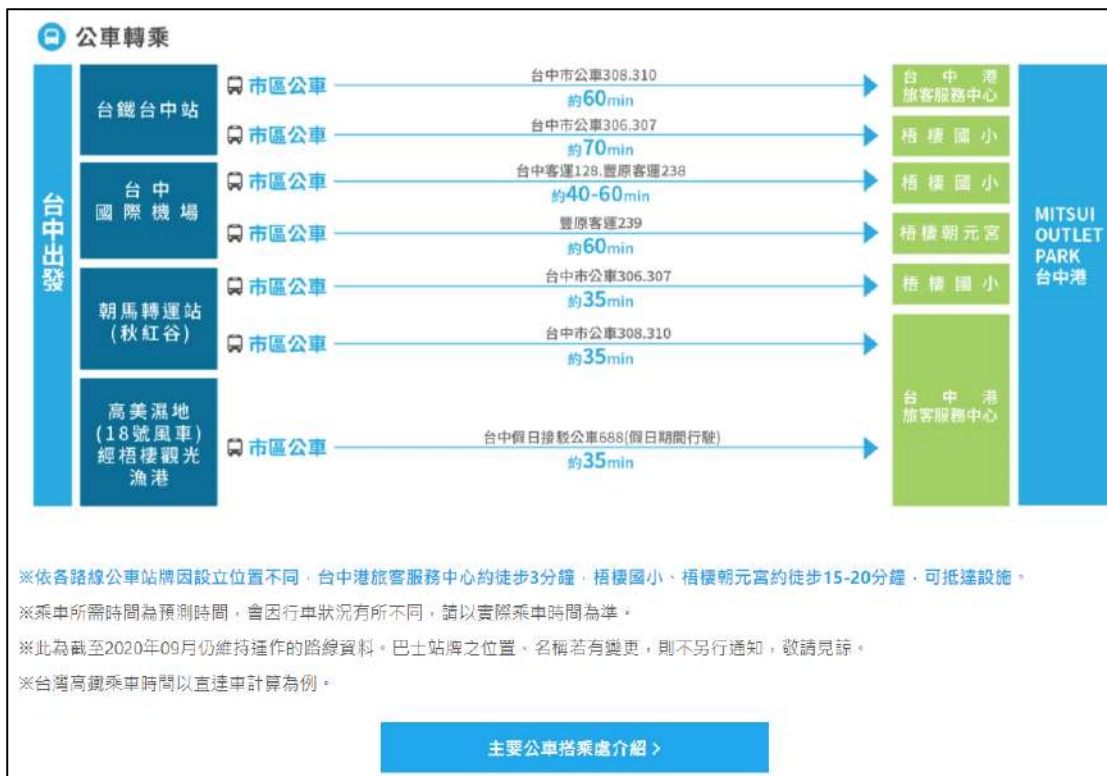 公車轉乘
台中出發
台鐵台中站
市區公車
台中市公車308.310
約60min
台中港
旅客服務中心
市區公車
台中市公車306.307
約70min
梧棲國小
台中
國際機場
市區公車
台中客運128.豐原客運238
約40-60min
梧棲國小
市區公車
豐原客運239
約60min
梧棲朝元宮
朝馬轉運站
(秋紅谷)
市區公車
台中市公車306.307
約35min
梧棲國小
市區公車
台中市公車308.310
約35min
台中港
旅客服務中心
高美濕地
(18號風車)
經梧棲觀光
漁港
市區公車
台中假日接駁公車688(假日期間行駛)
約35min
MITSUI
OUTLET
PARK
台中港
※依各路線公車站牌因設立位置不同，台中港旅客服務中心約徒步3分鐘，梧棲國小、梧棲朝元宮約徒步15-20分鐘，可抵達設施。
※乘車所需時間為預測時間，會因行車狀況有所不同，請以實際乘車時間為準。
※此為截至2020年09月仍維持運作的路線資料。巴士站牌之位置、名稱若有變更，則不另行通知，敬請見諒。
※台灣高鐵乘車時間以直達車計算為例。
主要公車搭乘處介紹 >